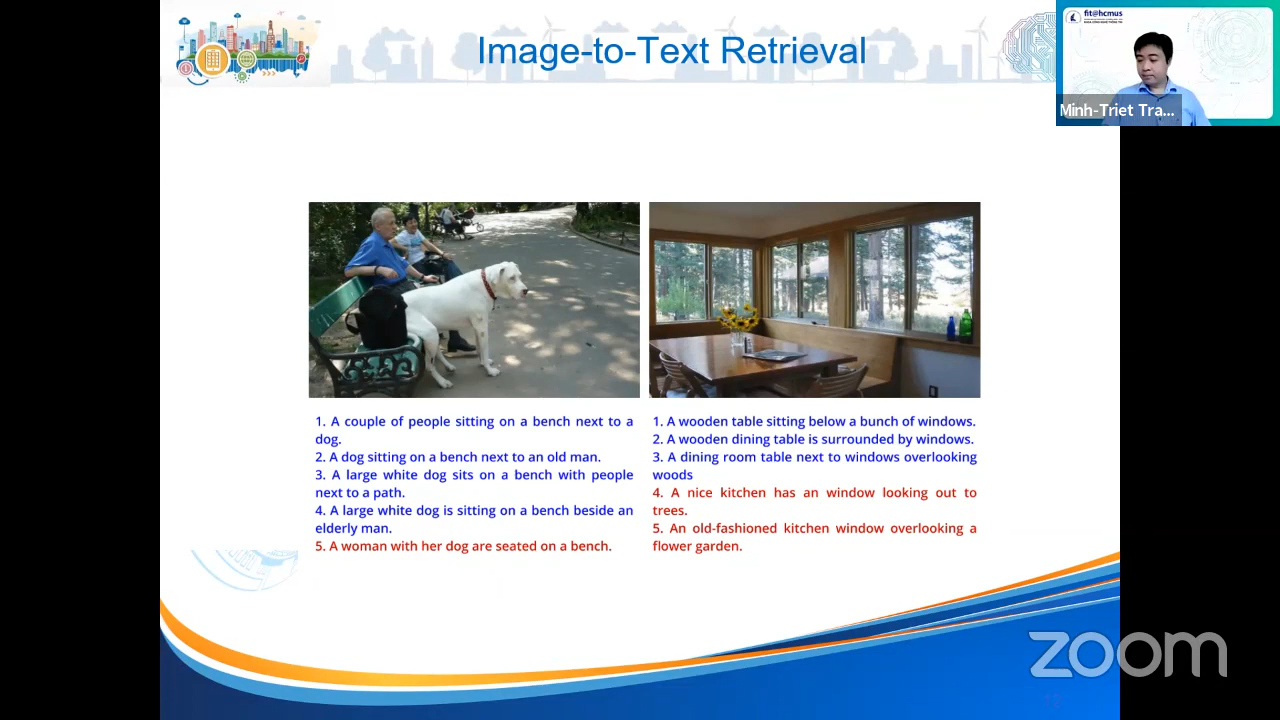 Image-to-Text Retrieval
fit@hcmus
Minh-Triet Tra...
1. A couple of people sitting on a bench next to a
dog.
2. A dog sitting on a bench next to an old man.
3. A large white dog sits on a bench with people
next to a path.
4. A large white dog is sitting on a bench beside an
elderly man.
5. A woman with her dog are seated on a bench.
1. A wooden table sitting below a bunch of windows.
2. A wooden dining table is surrounded by windows.
3. A dining room table next to windows overlooking
woods
4. A nice kitchen has an window looking out to
trees.
5. An old-fashioned kitchen window overlooking a
flower garden.
zoom